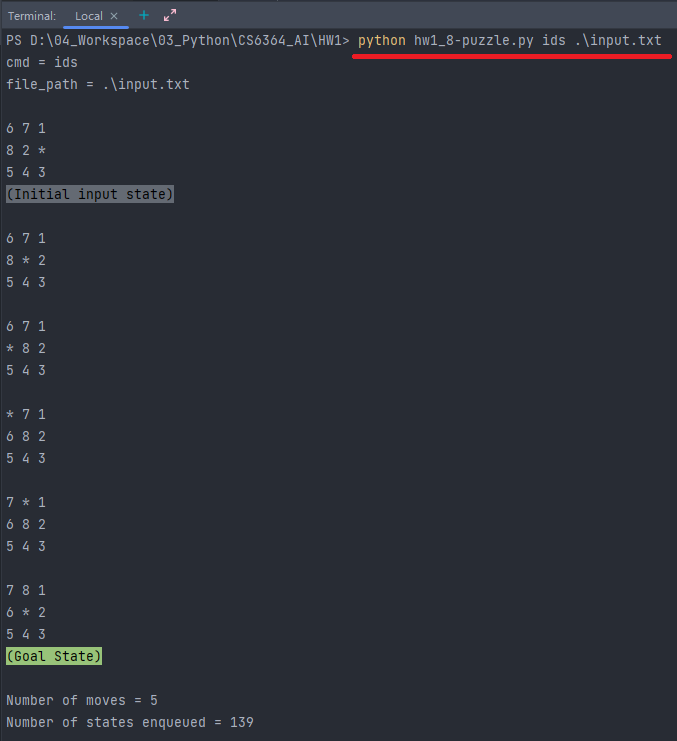 Terminal: Local × +
PS D:\04_Workspace\03_Python\CS6364_AI\HW1> python hw1_8-puzzle.py ids .\input.txt
cmd = ids
file_path = .\input.txt
6 7 1
8 2 *
5 4 3
(Initial input state)
6 7 1
8 * 2
5 4 3
6 7 1
* 8 2
5 4 3
* 7 1
6 8 2
5 4 3
7 * 1
6 8 2
5 4 3
7 8 1
6 * 2
5 4 3
(Goal State)
Number of moves = 5
Number of states enqueued = 139